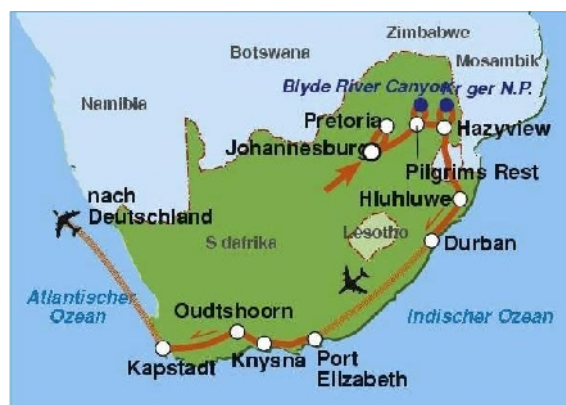 Zimbabwe
Botswana
Mosambik
Blyde River Canyon
Kr ger N.P.
Namibia
Pretoria
Hazyview
Johannesburg
Pilgrims Rest
nach
Deutschland
Hluhluwe
S dafrika
Lesotho
Durban
Atlantischer
Ozean
Oudtshoorn
Indischer Ozean
Kapstadt
Knysna
Port
Elizabeth